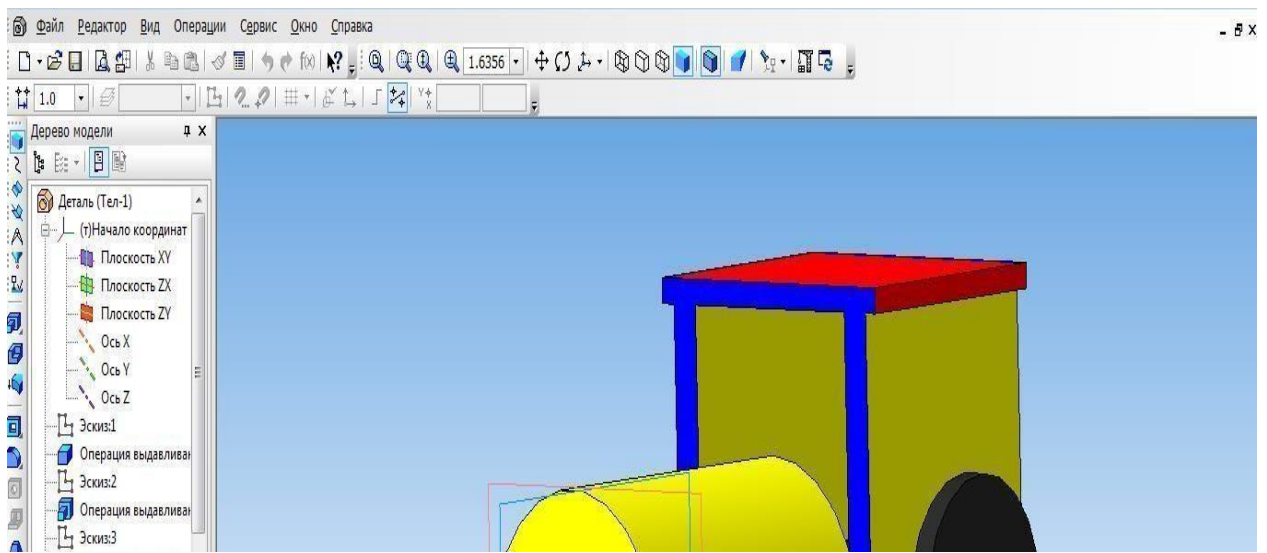 Файл Редактор Вид Операции Сервис Окно Справка
1.6356
1.0
Дерево модели
Деталь (Тел-1)
(т)Начало координат
Плоскость XY
Плоскость ZX
Плоскость ZY
Ось X
Ось Y
Ось Z
Эскиз:1
Операция выдавливан
Эскиз:2
Операция выдавливан
Эскиз:3